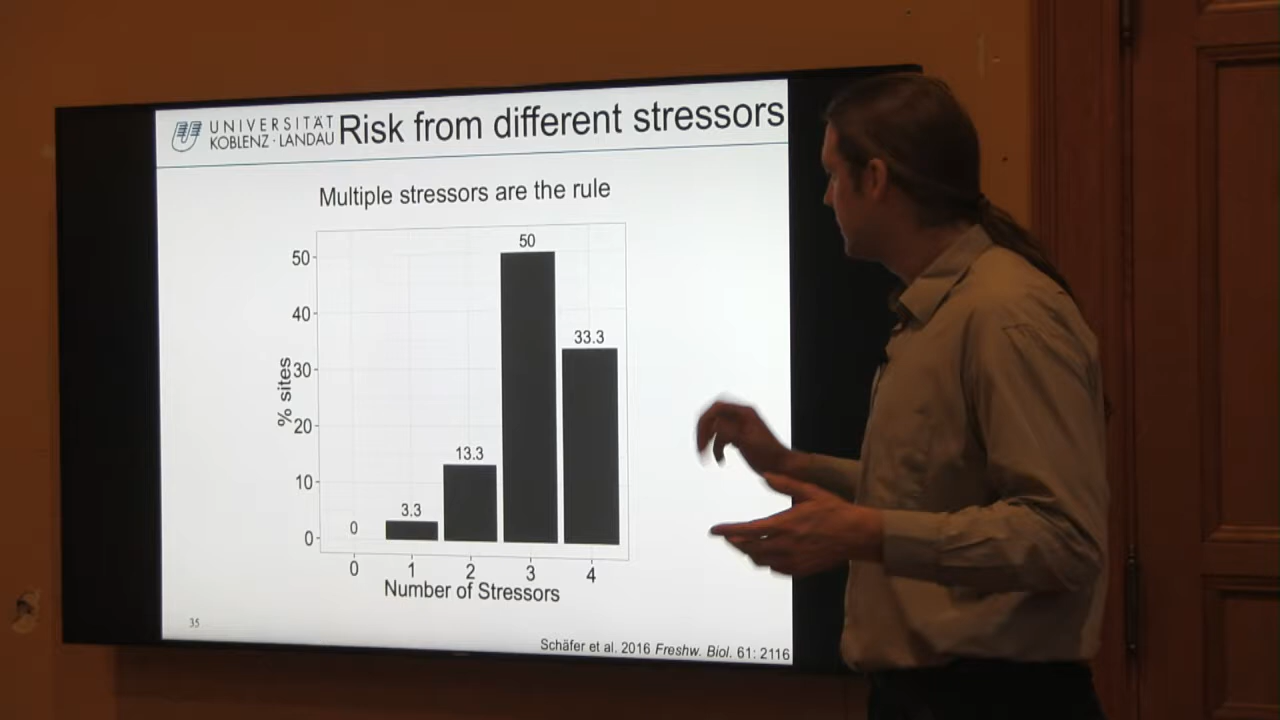 UNIVERSITÄT
KOBLENZ · LANDAU
Risk from different stressors
Multiple stressors are the rule
50
40
30
20
10
0
% sites
0
3.3
13.3
50
33.3
0 1 2 3 4
Number of Stressors
35
Schäfer et al. 2016 Freshw. Biol. 61: 2116